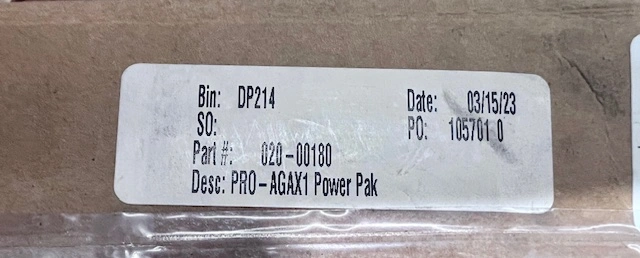 Bin: DP214 Date: 03/15/23
SO: PO: 105701 0
Part #: 020-00180
Desc: PRO-AGAX1 Power Pak